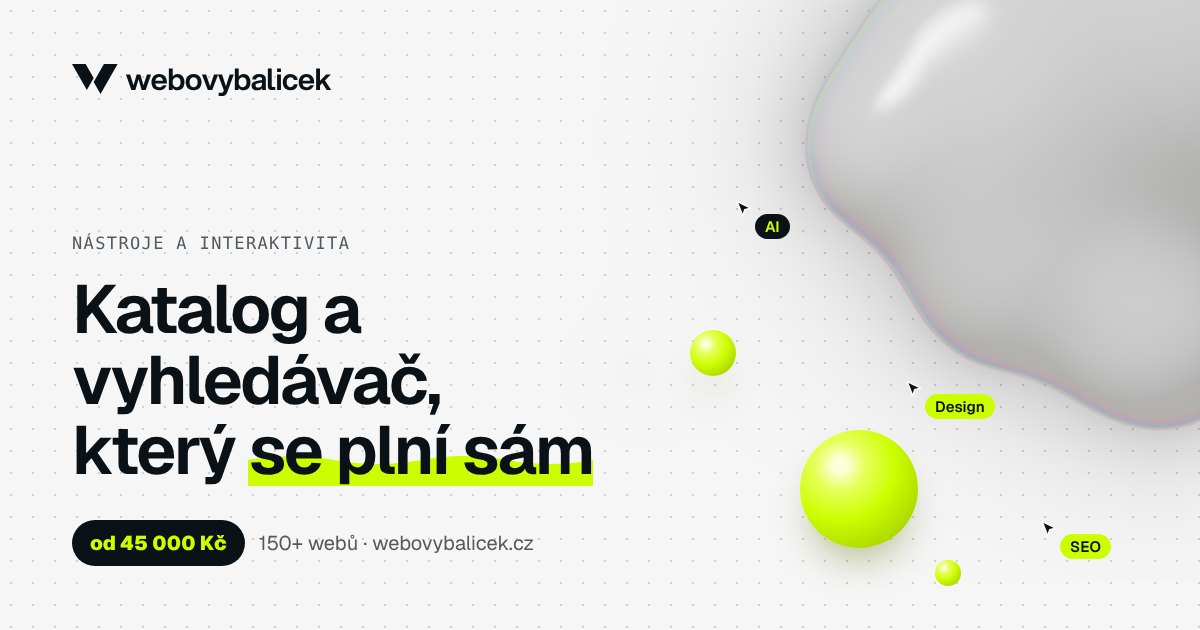 webovybalicek
NÁSTROJE A INTERAKTIVITA
Katalog a
vyhledávač,
který se plní sám
od 45 000 Kč
150+ webů · webovybalicek.cz
AI
Design
SEO